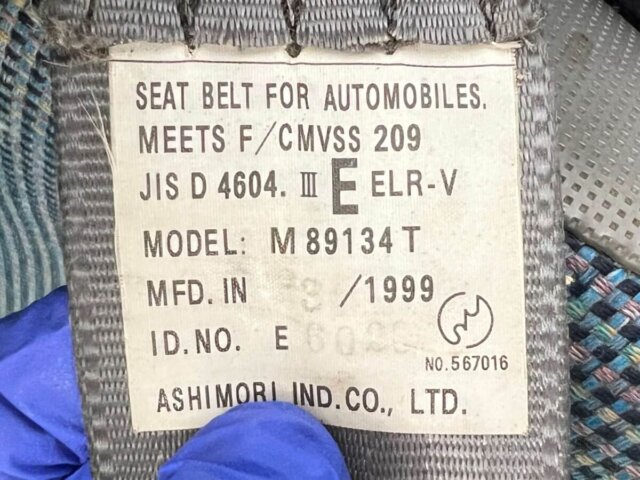 SEAT BELT FOR AUTOMOBILES.
MEETS F/CMVSS 209
JIS D 4604. III E ELR-V
MODEL: M 89134 T
MFD. IN 3 /1999
ID. NO. E
NO. 567016
ASHIMORI IND. CO., LTD.